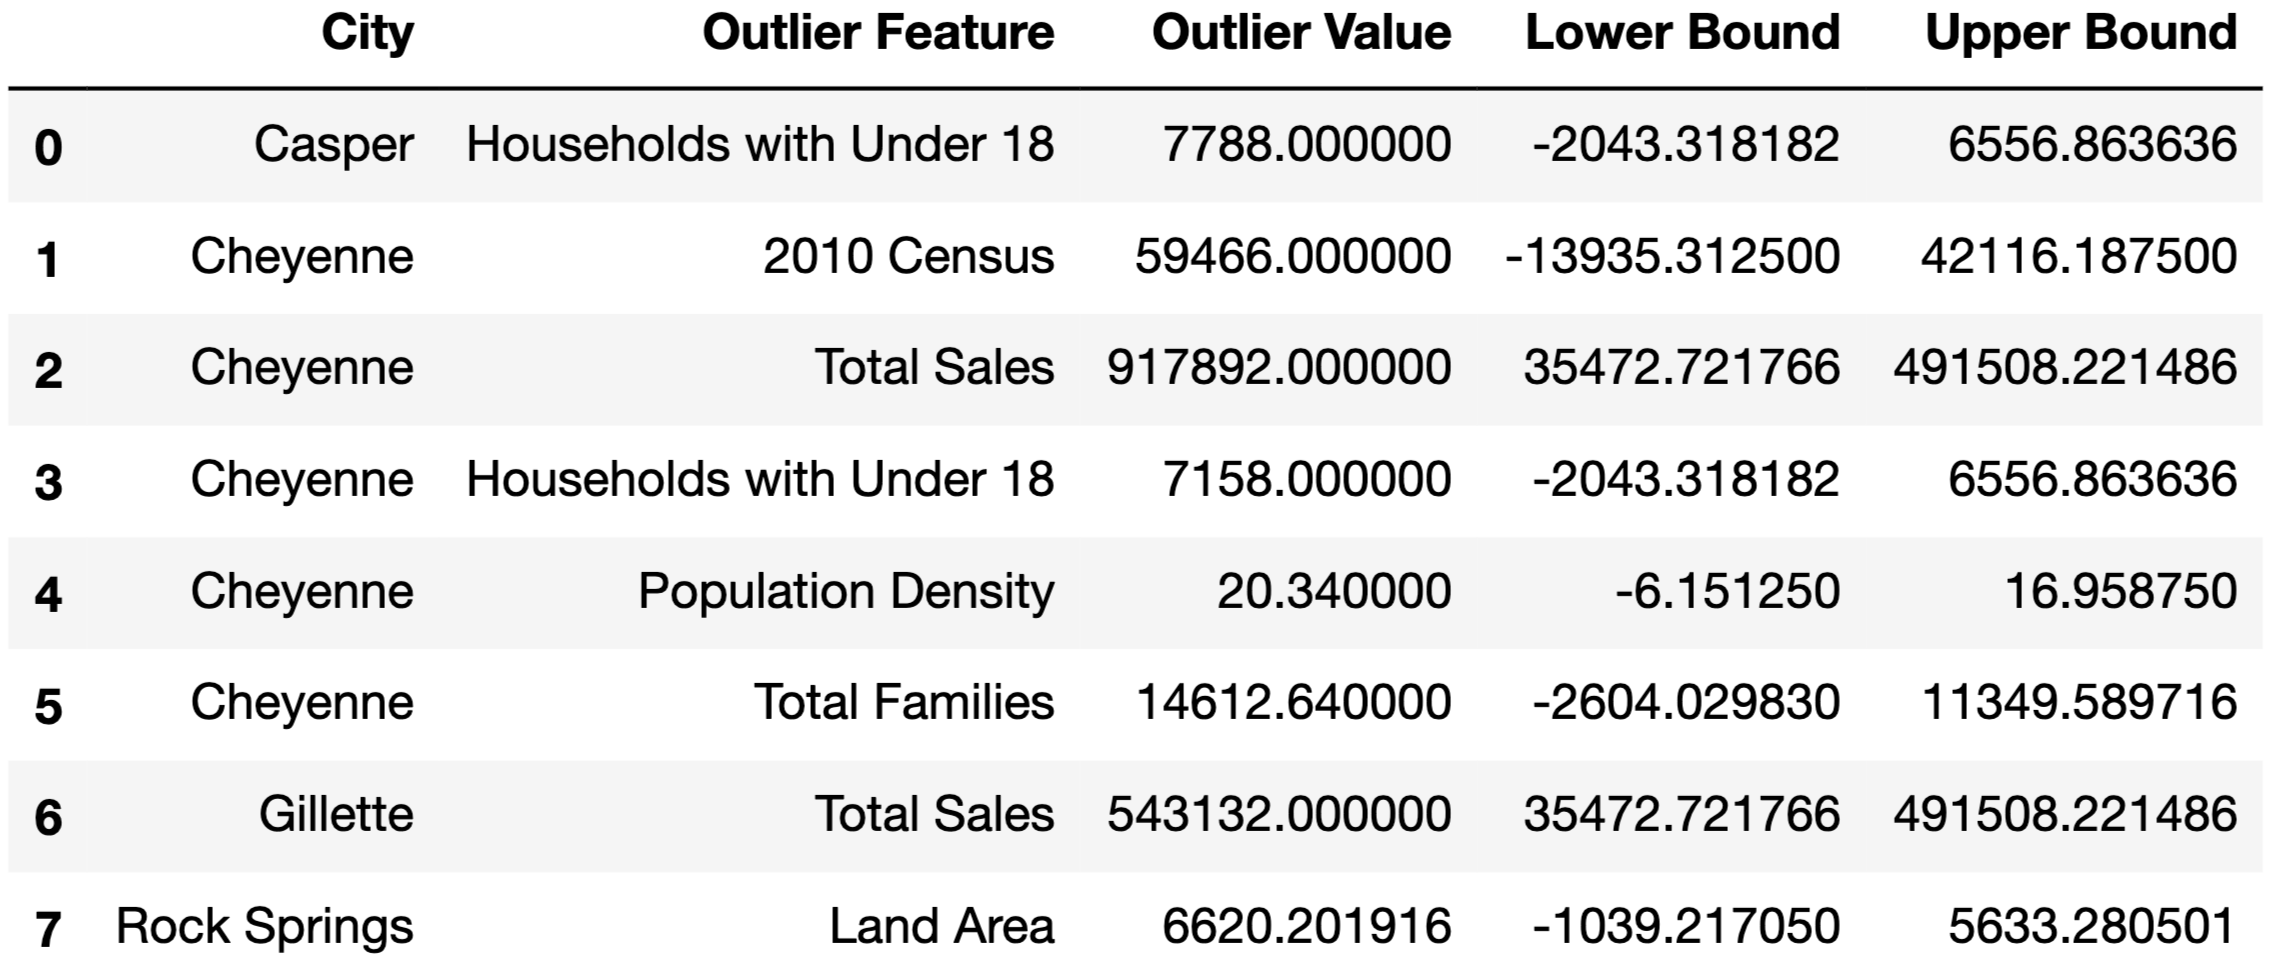 City Outlier Feature Outlier Value Lower Bound Upper Bound
0 Casper Households with Under 18 7788.000000 -2043.318182 6556.863636
1 Cheyenne 2010 Census 59466.000000 -13935.312500 42116.187500
2 Cheyenne Total Sales 917892.000000 35472.721766 491508.221486
3 Cheyenne Households with Under 18 7158.000000 -2043.318182 6556.863636
4 Cheyenne Population Density 20.340000 -6.151250 16.958750
5 Cheyenne Total Families 14612.640000 -2604.029830 11349.589716
6 Gillette Total Sales 543132.000000 35472.721766 491508.221486
7 Rock Springs Land Area 6620.201916 -1039.217050 5633.280501